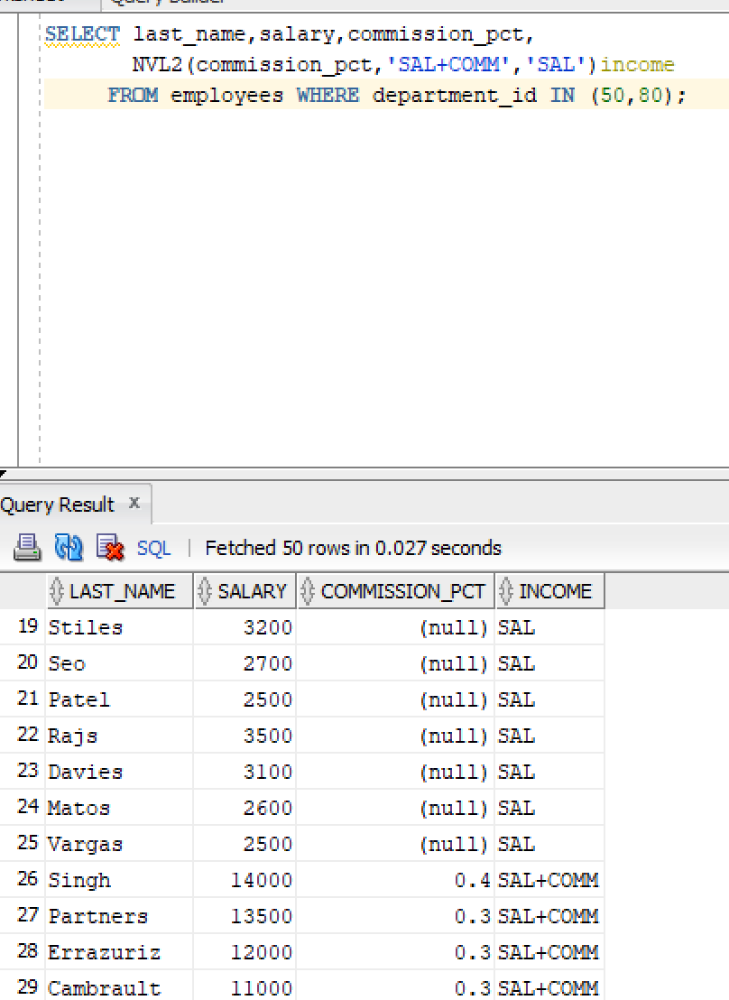 Query Builder
SELECT last_name,salary,commission_pct,
NVL2(commission_pct,'SAL+COMM','SAL')income
FROM employees WHERE department_id IN (50,80);
Query Result x
SQL | Fetched 50 rows in 0.027 seconds
LAST_NAME SALARY COMMISSION_PCT INCOME
19 Stiles 3200 (null) SAL
20 Seo 2700 (null) SAL
21 Patel 2500 (null) SAL
22 Rajs 3500 (null) SAL
23 Davies 3100 (null) SAL
24 Matos 2600 (null) SAL
25 Vargas 2500 (null) SAL
26 Singh 14000 0.4 SAL+COMM
27 Partners 13500 0.3 SAL+COMM
28 Errazuriz 12000 0.3 SAL+COMM
29 Cambrault 11000 0.3 SAL+COMM